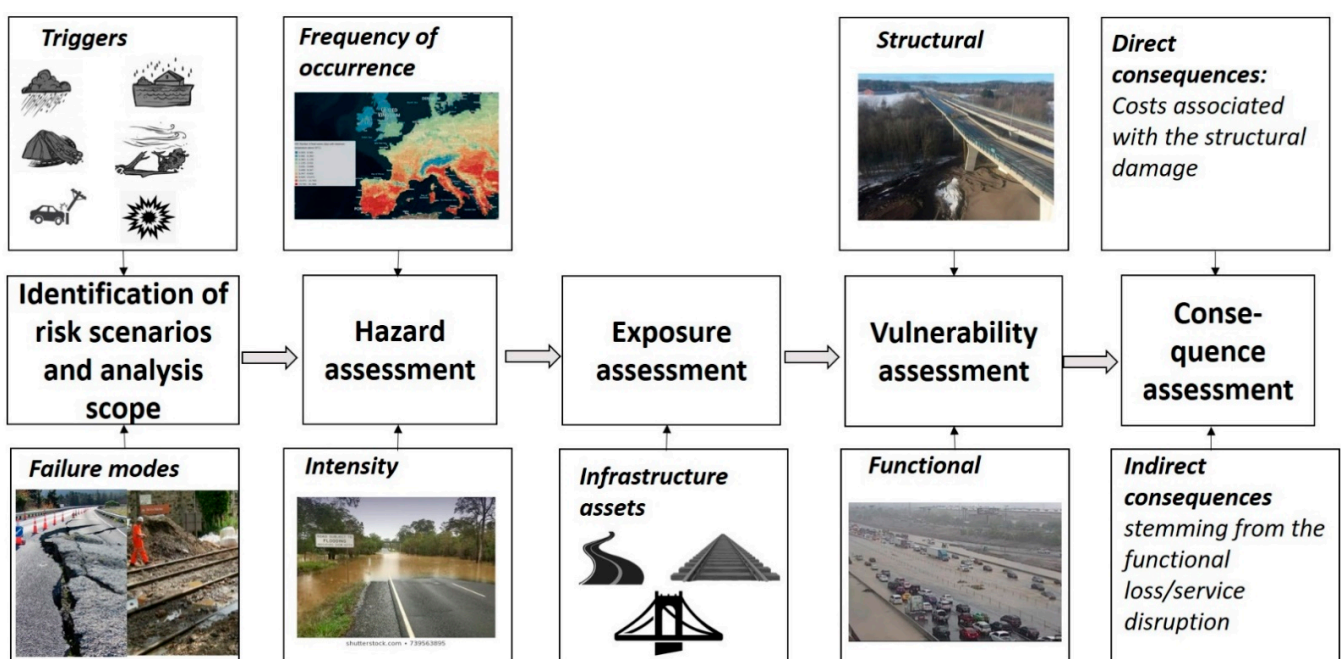 Triggers
Frequency of
occurrence
Structural
Direct
consequences:
Costs associated
with the structural
damage
Identification of
risk scenarios
and analysis
scope
Hazard
assessment
Exposure
assessment
Vulnerability
assessment
Conse-
quence
assessment
Failure modes
Intensity
FLOODING
shutterstock.com • 739563895
Infrastructure
assets
Functional
Indirect
consequences
stemming from the
functional
loss/service
disruption